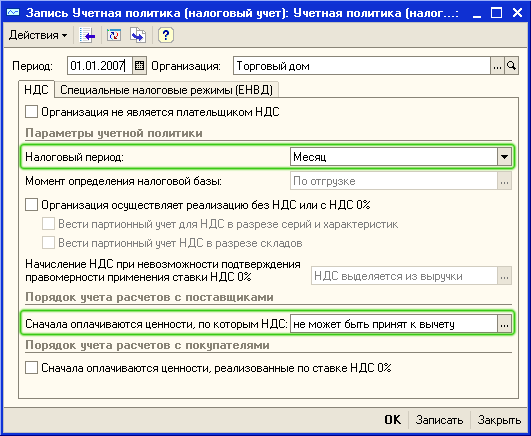 Запись Учетная политика (налоговый учет): Учетная политика (налог...:
Действия
Период: 01.01.2007 Организация: Торговый дом
НДС Специальные налоговые режимы (ЕНВД)
Организация не является плательщиком НДС
Параметры учетной политики
Налоговый период: Месяц
Момент определения налоговой базы: По отгрузке
Организация осуществляет реализацию без НДС или с НДС 0%
Вести партионный учет для НДС в разрезе серий и характеристик
Вести партионный учет НДС в разрезе складов
Начисление НДС при невозможности подтверждения
правомерности применения ставки НДС 0% НДС выделяется из выручки
Порядок учета расчетов с поставщиками
Сначала оплачиваются ценности, по которым НДС: не может быть принят к вычету
Порядок учета расчетов с покупателями
Сначала оплачиваются ценности, реализованные по ставке НДС 0%
OK Записать Закрыть